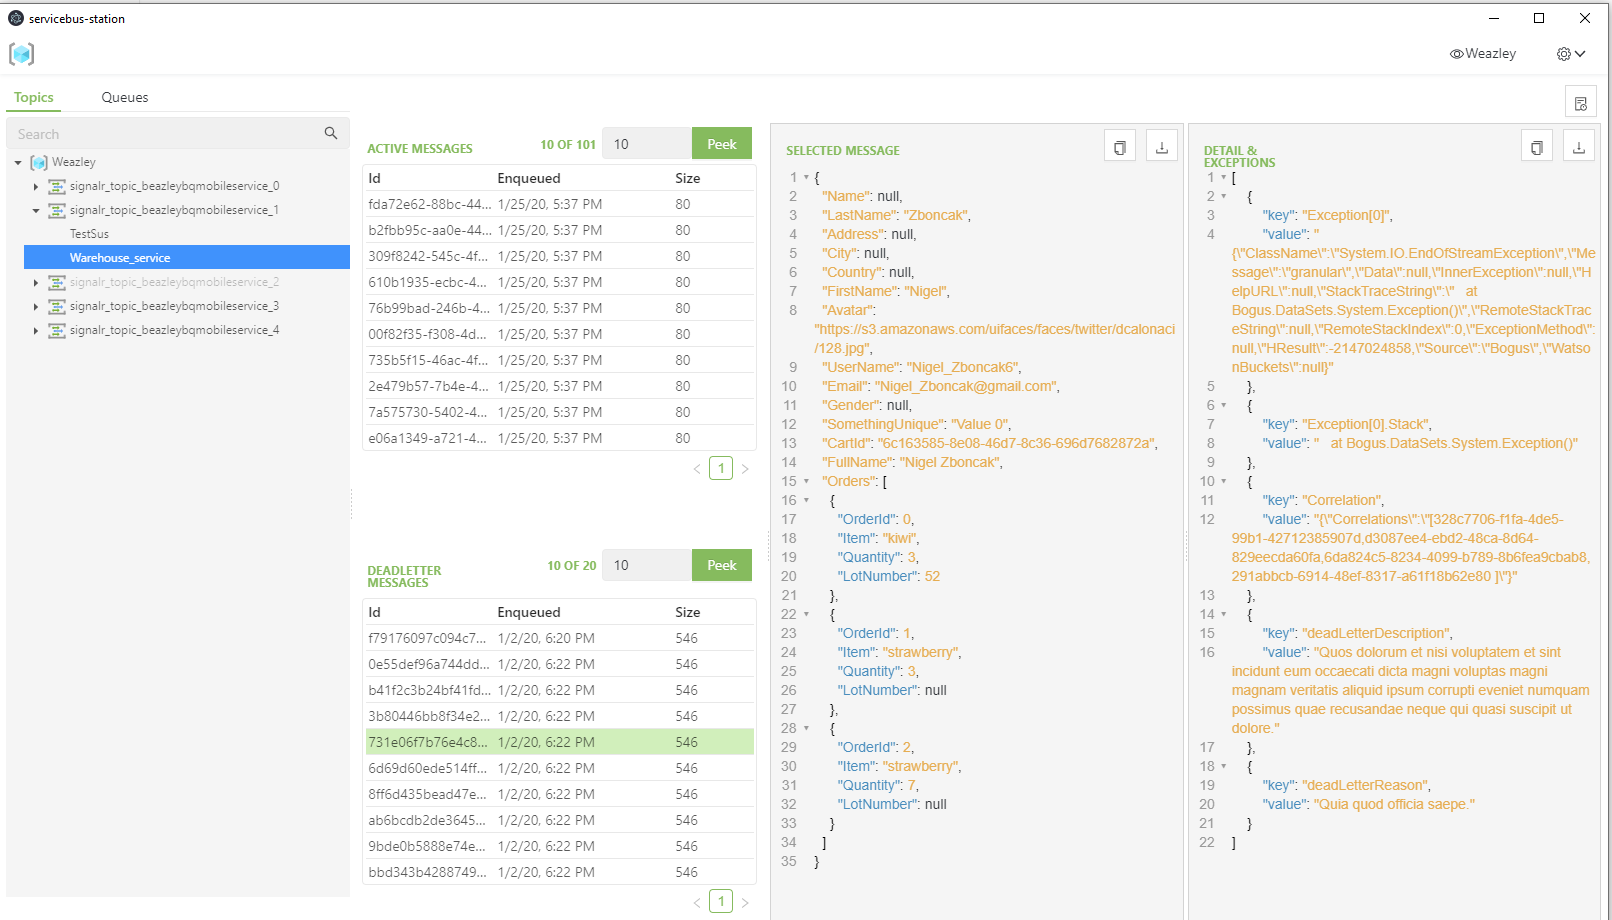 servicebus-station
Weazley
Topics
Queues
Search
Weazley
signalr_topic_beazleybqmobileservice_0
signalr_topic_beazleybqmobileservice_1
TestSus
Warehouse_service
signalr_topic_beazleybqmobileservice_2
signalr_topic_beazleybqmobileservice_3
signalr_topic_beazleybqmobileservice_4
ACTIVE MESSAGES 10 OF 101 10 Peek
Id Enqueued Size
fda72e62-88bc-44... 1/25/20, 5:37 PM 80
b2fbb95c-aa0e-44... 1/25/20, 5:37 PM 80
309f8242-545c-4f... 1/25/20, 5:37 PM 80
610b1935-ecbc-4... 1/25/20, 5:37 PM 80
76b99bad-246b-4... 1/25/20, 5:37 PM 80
00f82f35-f308-4d... 1/25/20, 5:37 PM 80
735b5f15-46ac-4f... 1/25/20, 5:37 PM 80
2e479b57-7b4e-4... 1/25/20, 5:37 PM 80
7a575730-5402-4... 1/25/20, 5:37 PM 80
e06a1349-a721-4... 1/25/20, 5:37 PM 80
< 1 >
DEADLETTER
MESSAGES
10 OF 20 10 Peek
Id Enqueued Size
f79176097c094c7... 1/2/20, 6:20 PM 546
0e55def96a744dd... 1/2/20, 6:22 PM 546
b41f2c3b24bf41fd... 1/2/20, 6:22 PM 546
3b80446bb8f34e2... 1/2/20, 6:22 PM 546
731e06f7b76e4c8... 1/2/20, 6:22 PM 546
6d69d60ede514ff... 1/2/20, 6:22 PM 546
8ff6d435bead47e... 1/2/20, 6:22 PM 546
ab6bcdb2de3645... 1/2/20, 6:22 PM 546
9bde0b5888e74e... 1/2/20, 6:22 PM 546
bbd343b4288749... 1/2/20, 6:22 PM 546
< 1 >
SELECTED MESSAGE
1 {
2 "Name": null,
3 "LastName": "Zboncak",
4 "Address": null,
5 "City": null,
6 "Country": null,
7 "FirstName": "Nigel",
8 "Avatar":
"https://s3.amazonaws.com/uifaces/faces/twitter/dcalonaci
/128.jpg",
9 "UserName": "Nigel_Zboncak6",
10 "Email": "Nigel_Zboncak@gmail.com",
11 "Gender": null,
12 "SomethingUnique": "Value 0",
13 "CartId": "6c163585-8e08-46d7-8c36-696d7682872a",
14 "FullName": "Nigel Zboncak",
15 "Orders": [
16 {
17 "OrderId": 0,
18 "Item": "kiwi",
19 "Quantity": 3,
20 "LotNumber": 52
21 },
22 {
23 "OrderId": 1,
24 "Item": "strawberry",
25 "Quantity": 3,
26 "LotNumber": null
27 },
28 {
29 "OrderId": 2,
30 "Item": "strawberry",
31 "Quantity": 7,
32 "LotNumber": null
33 }
34 ]
35 }
DETAIL &
EXCEPTIONS
1 [
2 {
3 "key": "Exception[0]",
4 "value": "
{\"ClassName\":\"System.IO.EndOfStreamException\",\"Me
ssage\":\"granular\",\"Data\":null,\"InnerException\":null,\"H
elpURL\":null,\"StackTraceString\":\" at
Bogus.DataSets.System.Exception()\",\"RemoteStackTrac
eString\":null,\"RemoteStackIndex\":0,\"ExceptionMethod\":
null,\"HResult\":-2147024858,\"Source\":\"Bogus\",\"Watso
nBuckets\":null}"
5 },
6 {
7 "key": "Exception[0].Stack",
8 "value": " at Bogus.DataSets.System.Exception()"
9 },
10 {
11 "key": "Correlation",
12 "value": "{\"Correlations\":\"[328c7706-f1fa-4de5-
99b1-42712385907d,d3087ee4-ebd2-48ca-8d64-
829eecda60fa,6da824c5-8234-4099-b789-8b6fea9cbab8,
291abbcb-6914-48ef-8317-a61f18b62e80 ]\"}"
13 },
14 {
15 "key": "deadLetterDescription",
16 "value": "Quos dolorum et nisi voluptatem et sint
incidunt eum occaecati dicta magni voluptas magni
magnam veritatis aliquid ipsum corrupti eveniet numquam
possimus quae recusandae neque qui quasi suscipit ut
dolore."
17 },
18 {
19 "key": "deadLetterReason",
20 "value": "Quia quod officia saepe."
21 }
22 ]